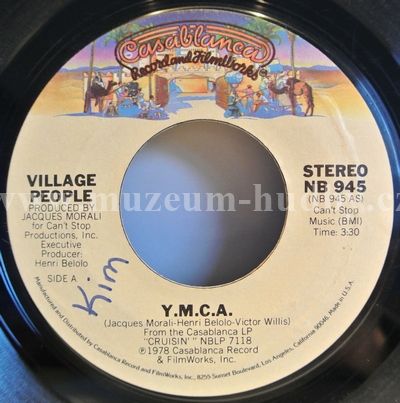 Casablanca
Record and FilmWorks
VILLAGE
PEOPLE
PRODUCED BY
JACQUES MORALI
for Can't Stop
Productions, Inc.
Executive
Producer:
Henri Belolo
SIDE A
Kim
STEREO
NB 945
(NB 945 AS)
Can't Stop
Music (BMI)
Time: 3:30
www.muzeum-hudby.cz
Y.M.C.A.
(Jacques Morali-Henri Belolo-Victor Willis)
From the Casablanca LP
"CRUISIN' " NBLP 7118
℗1978 Casablanca Record
& FilmWorks, Inc.
Manufactured and Distributed by Casablanca Record and FilmWorks, Inc., 8255 Sunset Boulevard, Los Angeles, California 90046. Made in U.S.A.